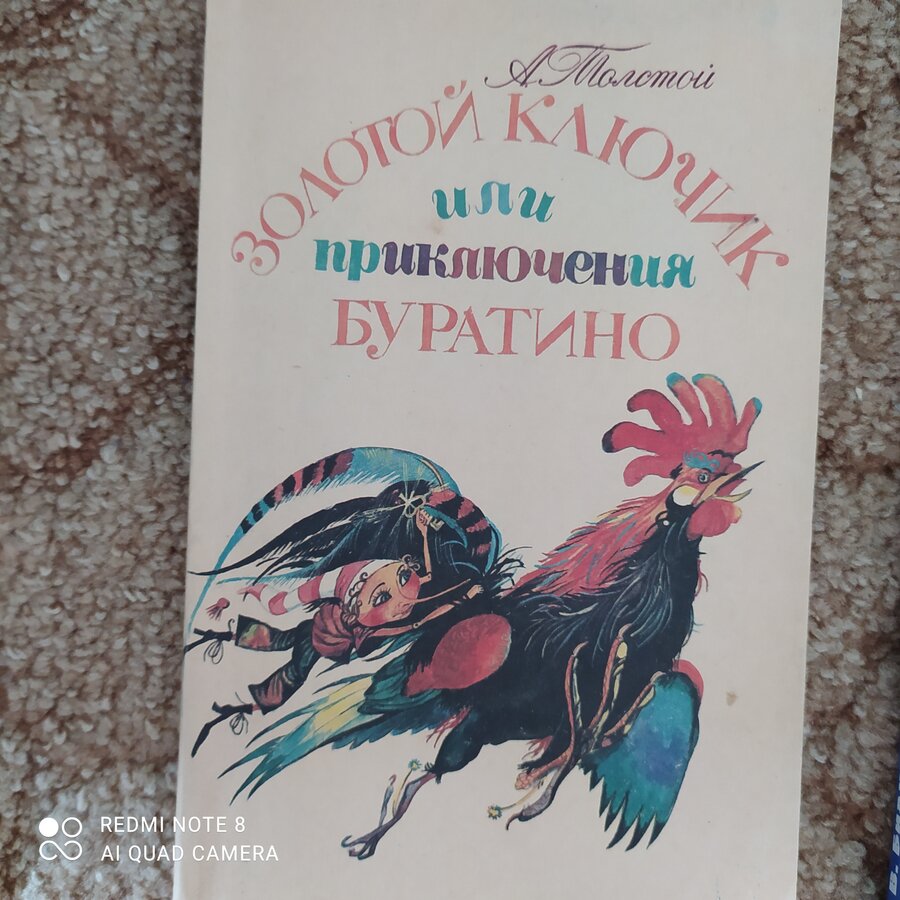 А. Толстой
ЗОЛОТОЙ КЛЮЧИК
или
приключения
БУРАТИНО
REDMI NOTE 8
AI QUAD CAMERA